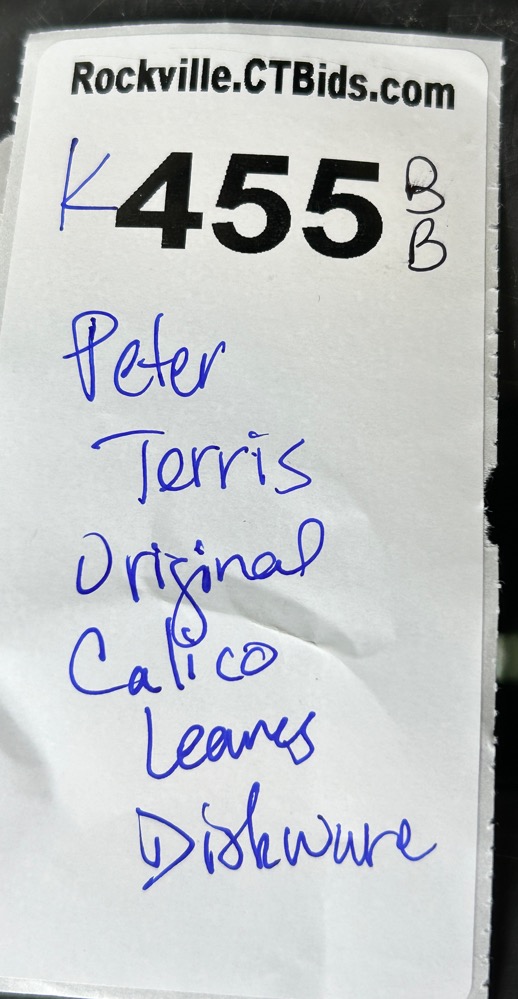 Rockville.CTBids.com
K455 B
B
Peter
Terris
Original
Calico
Leaves
Dishware